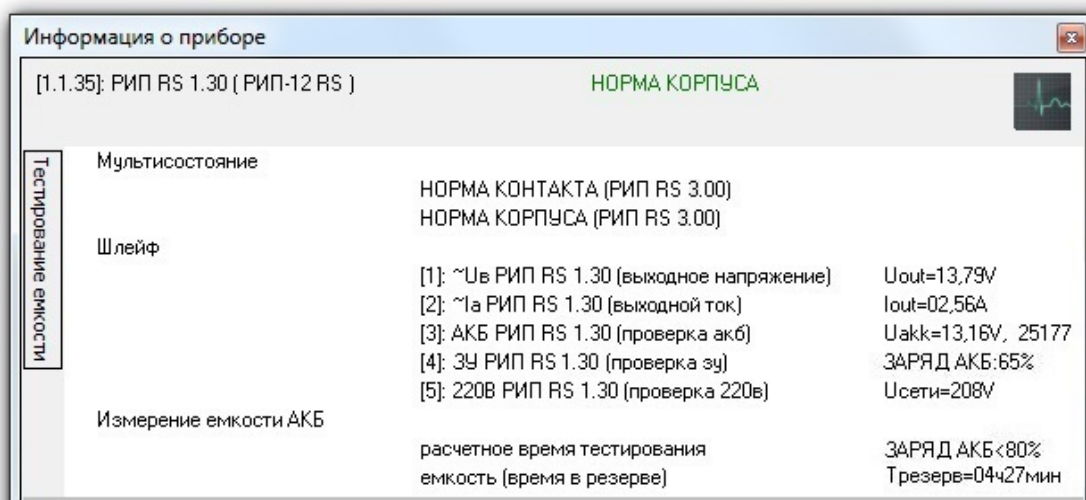 Информация о приборе
[1.1.35]: РИП RS 1.30 ( РИП-12 RS ) НОРМА КОРПУСА
Тестирование емкости
Мультисостояние
НОРМА КОНТАКТА (РИП RS 3.00)
НОРМА КОРПУСА (РИП RS 3.00)
Шлейф
[1]: ~Uв РИП RS 1.30 (выходное напряжение) Uout=13,79V
[2]: ~Iа РИП RS 1.30 (выходной ток) Iout=02,56A
[3]: АКБ РИП RS 1.30 (проверка акб) Uakk=13,16V, 25177
[4]: ЗУ РИП RS 1.30 (проверка зу) ЗАРЯД АКБ:65%
[5]: 220В РИП RS 1.30 (проверка 220в) Uсети=208V
Измерение емкости АКБ
расчетное время тестирования ЗАРЯД АКБ<80%
емкость (время в резерве) Трезерв=04ч27мин